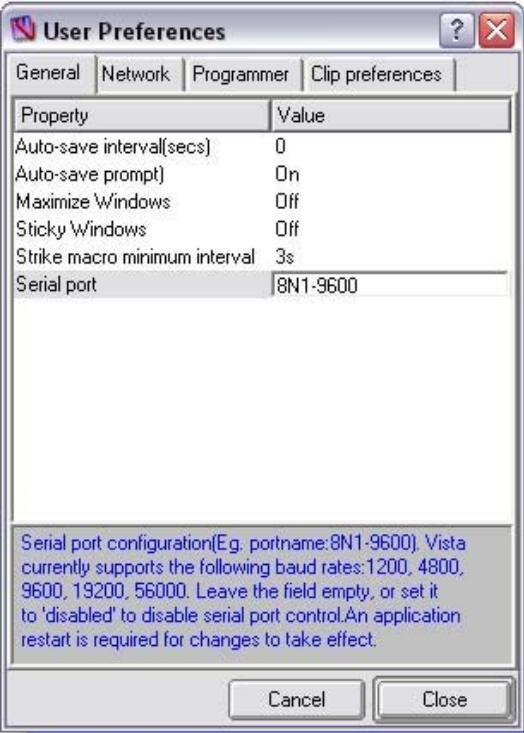 User Preferences
General Network Programmer Clip preferences
Property Value
Auto-save interval(secs) 0
Auto-save prompt) On
Maximize Windows Off
Sticky Windows Off
Strike macro minimum interval 3s
Serial port 8N1-9600
Serial port configuration(Eg. portname:8N1-9600). Vista
currently supports the following baud rates:1200, 4800,
9600, 19200, 56000. Leave the field empty, or set it
to 'disabled' to disable serial port control.An application
restart is required for changes to take effect.
Cancel Close